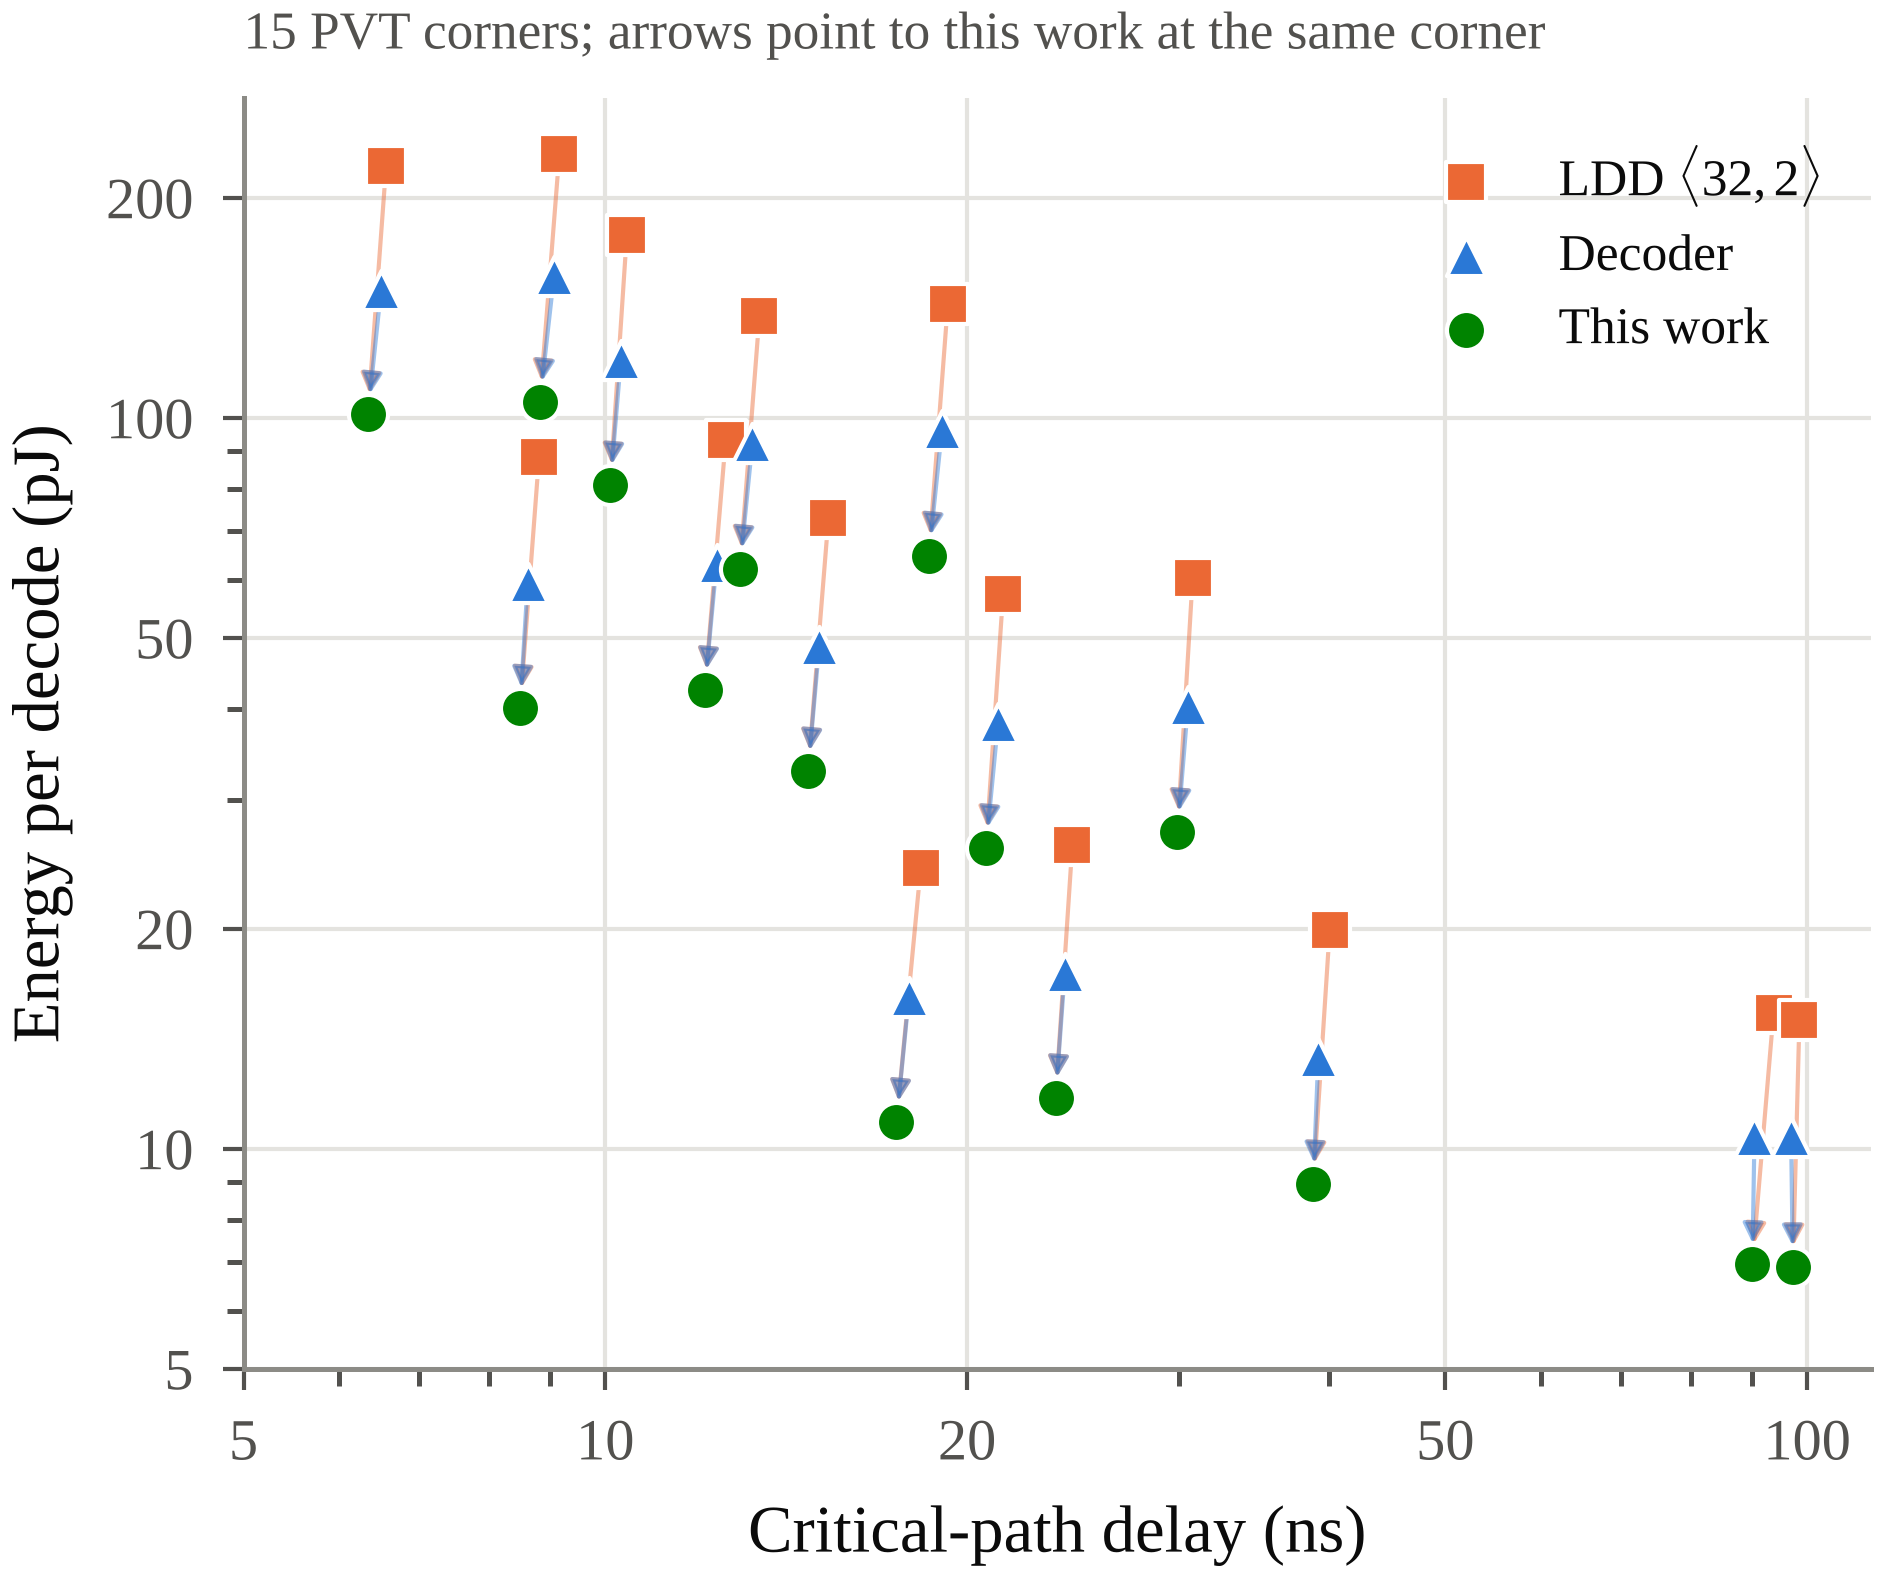 15 PVT corners; arrows point to this work at the same corner
LDD ⟨32, 2⟩
Decoder
This work
Energy per decode (pJ)
200
100
50
20
10
5
5 10 20 50 100
Critical-path delay (ns)